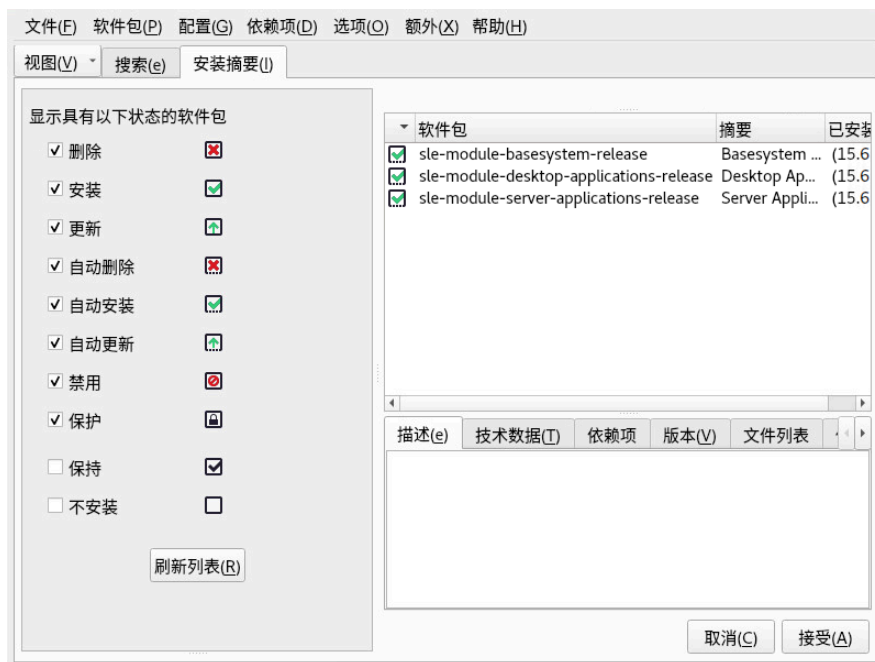 文件(F) 软件包(P) 配置(G) 依赖项(D) 选项(O) 额外(X) 帮助(H)
视图(V) 搜索(e) 安装摘要(I)
显示具有以下状态的软件包
删除
安装
更新
自动删除
自动安装
自动更新
禁用
保护
保持
不安装
刷新列表(R)
软件包 摘要 已安装
sle-module-basesystem-release Basesystem ... (15.6
sle-module-desktop-applications-release Desktop Ap... (15.6
sle-module-server-applications-release Server Appli... (15.6
描述(e) 技术数据(T) 依赖项 版本(V) 文件列表
取消(C) 接受(A)